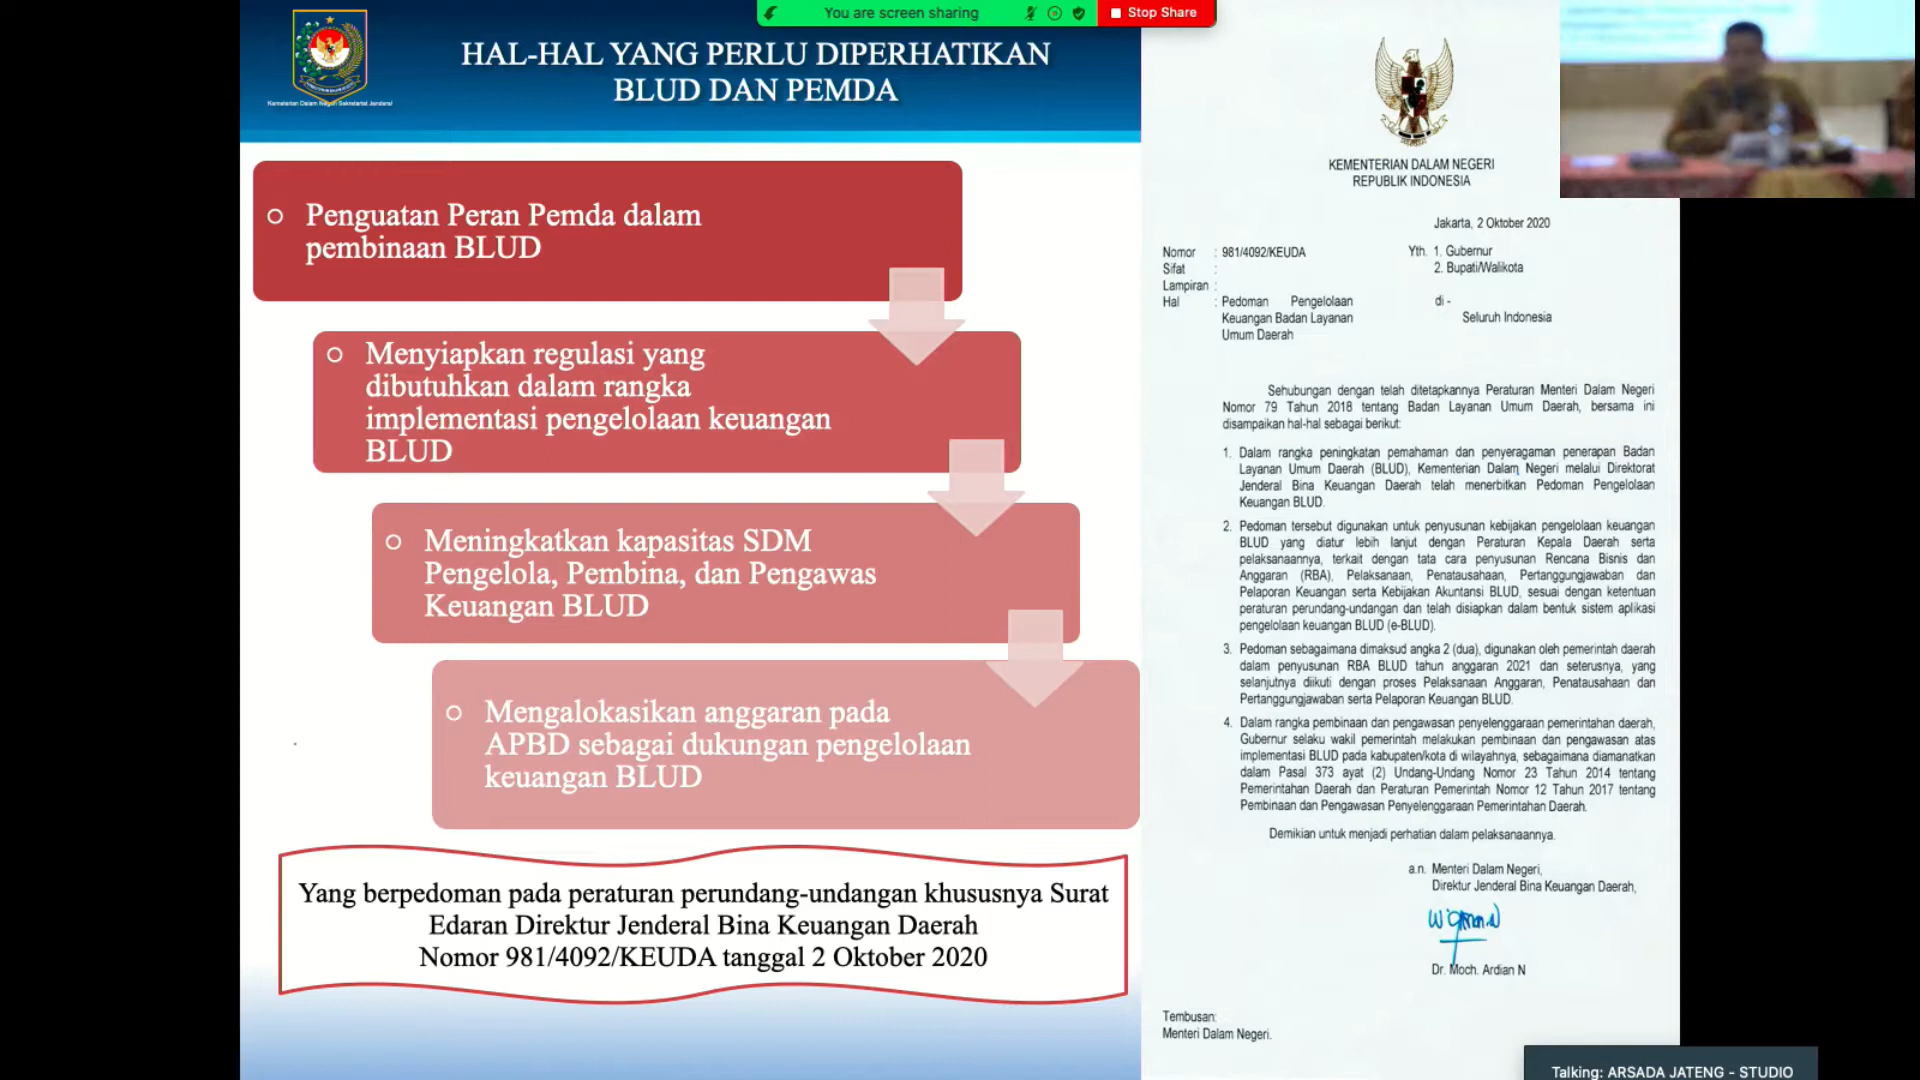 You are screen sharing
Stop Share
Kementerian Dalam Negeri Sekretariat Jenderal
HAL-HAL YANG PERLU DIPERHATIKAN
BLUD DAN PEMDA
Penguatan Peran Pemda dalam
pembinaan BLUD
Menyiapkan regulasi yang
dibutuhkan dalam rangka
implementasi pengelolaan keuangan
BLUD
Meningkatkan kapasitas SDM
Pengelola, Pembina, dan Pengawas
Keuangan BLUD
Mengalokasikan anggaran pada
APBD sebagai dukungan pengelolaan
keuangan BLUD
Yang berpedoman pada peraturan perundang-undangan khususnya Surat
Edaran Direktur Jenderal Bina Keuangan Daerah
Nomor 981/4092/KEUDA tanggal 2 Oktober 2020
KEMENTERIAN DALAM NEGERI
REPUBLIK INDONESIA
Jakarta, 2 Oktober 2020
Nomor : 981/4092/KEUDA
Sifat :
Lampiran :
Hal : Pedoman Pengelolaan
Keuangan Badan Layanan
Umum Daerah
Yth. 1. Gubernur
2. Bupati/Walikota
di -
Seluruh Indonesia
Sehubungan dengan telah ditetapkannya Peraturan Menteri Dalam Negeri
Nomor 79 Tahun 2018 tentang Badan Layanan Umum Daerah, bersama ini
disampaikan hal-hal sebagai berikut:
1. Dalam rangka peningkatan pemahaman dan penyeragaman penerapan Badan
Layanan Umum Daerah (BLUD), Kementerian Dalam Negeri melalui Direktorat
Jenderal Bina Keuangan Daerah telah menerbitkan Pedoman Pengelolaan
Keuangan BLUD.
2. Pedoman tersebut digunakan untuk penyusunan kebijakan pengelolaan keuangan
BLUD yang diatur lebih lanjut dengan Peraturan Kepala Daerah serta
pelaksanaannya, terkait dengan tata cara penyusunan Rencana Bisnis dan
Anggaran (RBA), Pelaksanaan, Penatausahaan, Pertanggungjawaban dan
Pelaporan Keuangan serta Kebijakan Akuntansi BLUD, sesuai dengan ketentuan
peraturan perundang-undangan dan telah disiapkan dalam bentuk sistem aplikasi
pengelolaan keuangan BLUD (e-BLUD).
3. Pedoman sebagaimana dimaksud angka 2 (dua), digunakan oleh pemerintah daerah
dalam penyusunan RBA BLUD tahun anggaran 2021 dan seterusnya, yang
selanjutnya diikuti dengan proses Pelaksanaan Anggaran, Penatausahaan dan
Pertanggungjawaban serta Pelaporan Keuangan BLUD.
4. Dalam rangka pembinaan dan pengawasan penyelenggaraan pemerintahan daerah,
Gubernur selaku wakil pemerintah melakukan pembinaan dan pengawasan atas
implementasi BLUD pada kabupaten/kota di wilayahnya, sebagaimana diamanatkan
dalam Pasal 373 ayat (2) Undang-Undang Nomor 23 Tahun 2014 tentang
Pemerintahan Daerah dan Peraturan Pemerintah Nomor 12 Tahun 2017 tentang
Pembinaan dan Pengawasan Penyelenggaraan Pemerintahan Daerah.
Demikian untuk menjadi perhatian dalam pelaksanaannya.
a.n. Menteri Dalam Negeri,
Direktur Jenderal Bina Keuangan Daerah,
Dr. Moch. Ardian N
Tembusan:
Menteri Dalam Negeri.
Talking: ARSADA JATENG - STUDIO